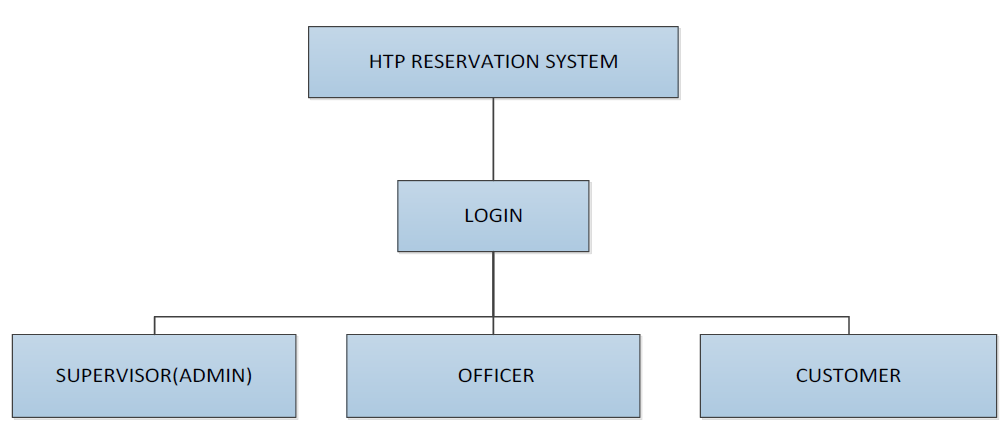 HTP RESERVATION SYSTEM
LOGIN
SUPERVISOR(ADMIN)
OFFICER
CUSTOMER